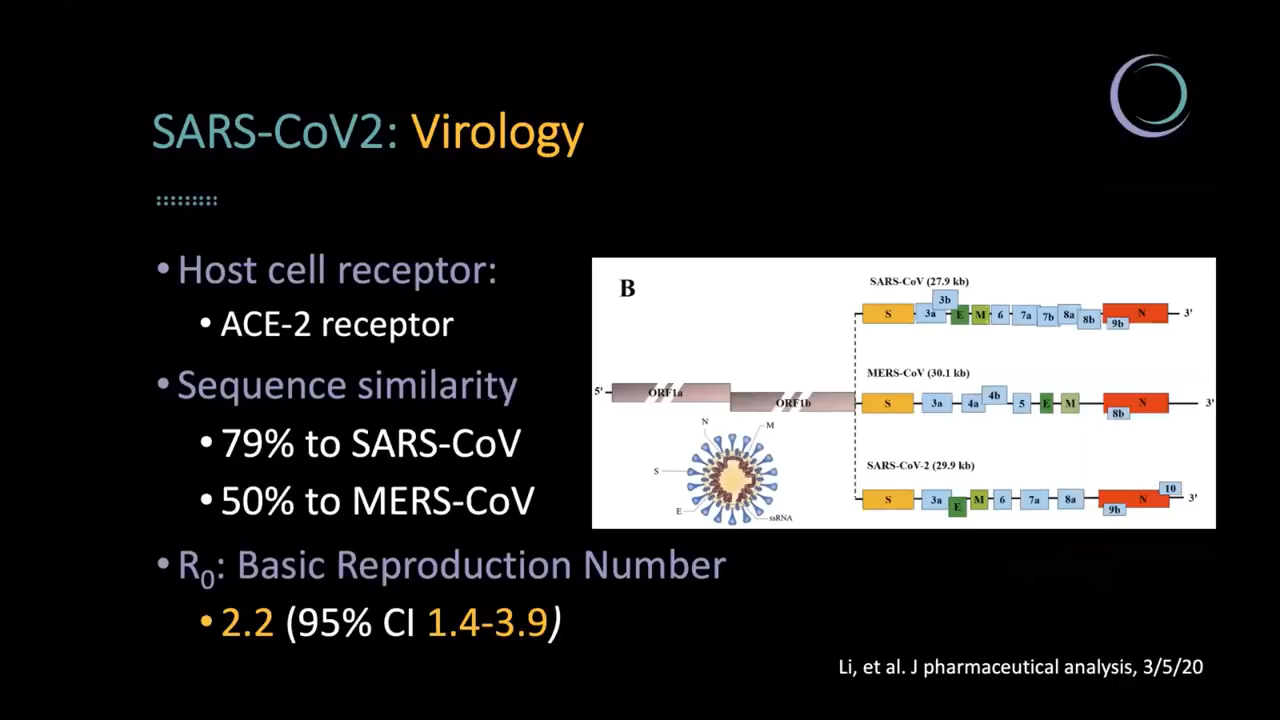 SARS-CoV2: Virology
• Host cell receptor:
• ACE-2 receptor
• Sequence similarity
• 79% to SARS-CoV
• 50% to MERS-CoV
• R0: Basic Reproduction Number
• 2.2 (95% CI 1.4-3.9)
B
SARS-CoV (27.9 kb)
S 3a 3b E M 6 7a 7b 8a 8b 9b N 3'
MERS-CoV (30.1 kb)
5' ORF1a ORF1b S 3a 4a 4b 5 E M 8b N 3'
N M
S
E ssRNA
SARS-CoV-2 (29.9 kb)
S 3a E M 6 7a 8a 9b N 10 3'
Li, et al. J pharmaceutical analysis, 3/5/20